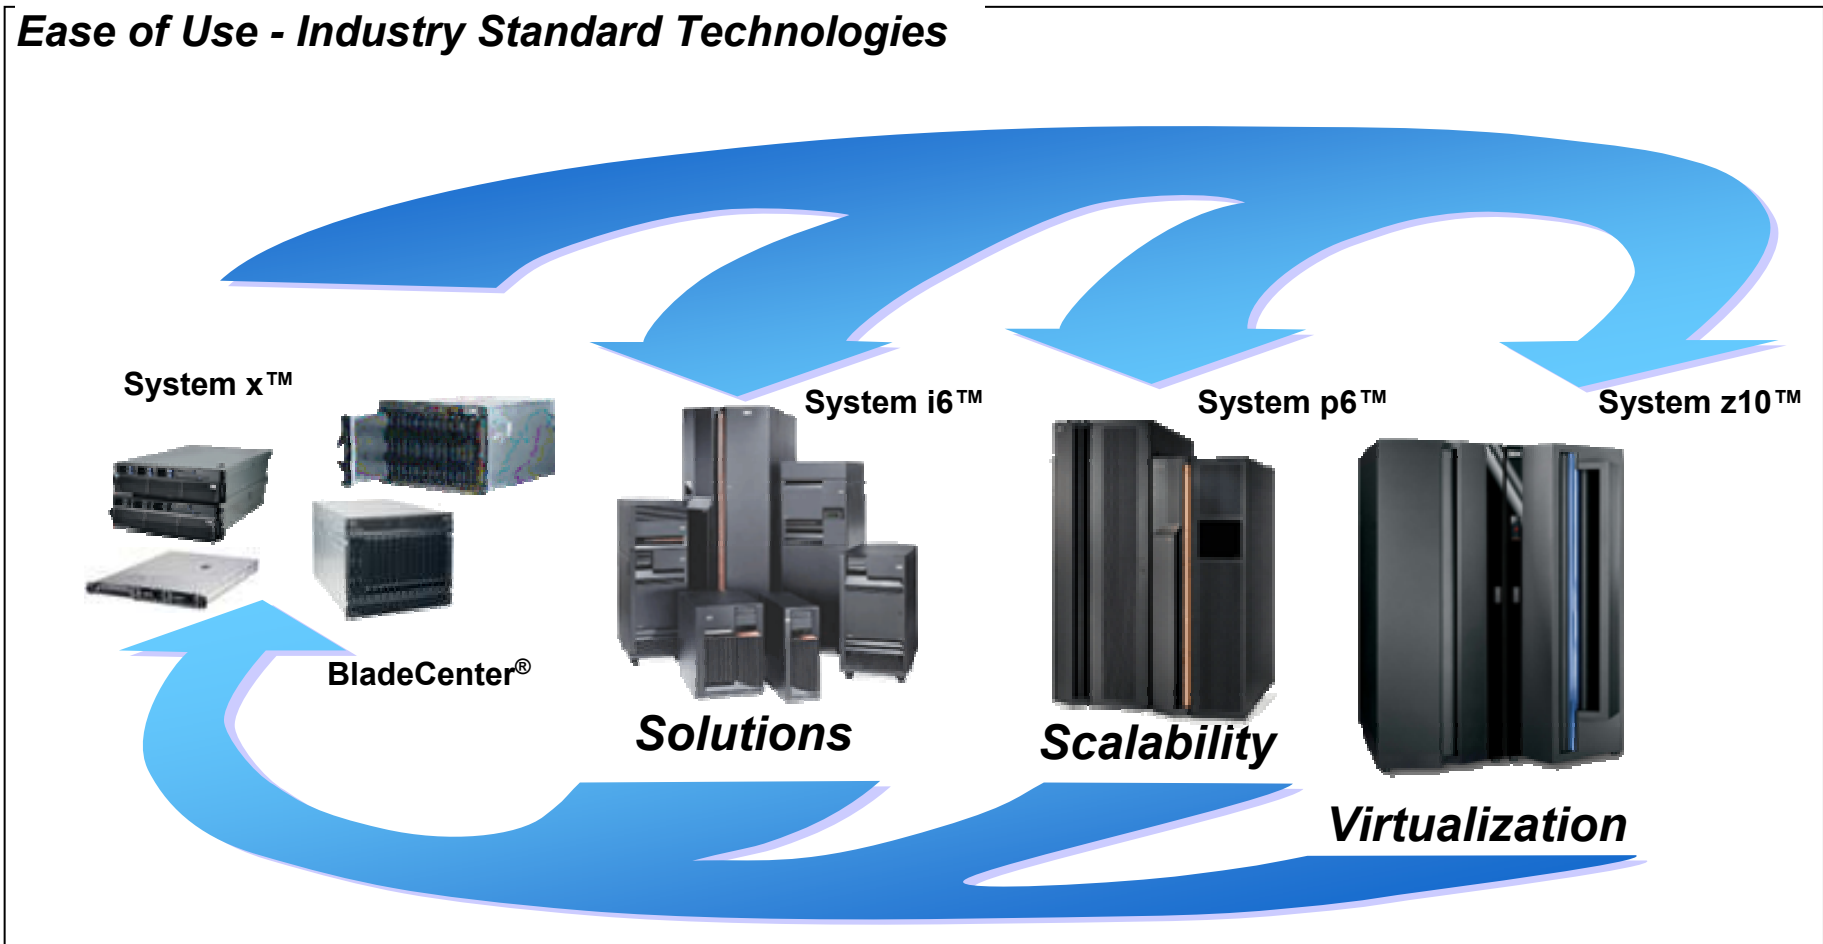 Ease of Use - Industry Standard Technologies
System x™
System i6™
System p6™
System z10™
BladeCenter®
Solutions
Scalability
Virtualization